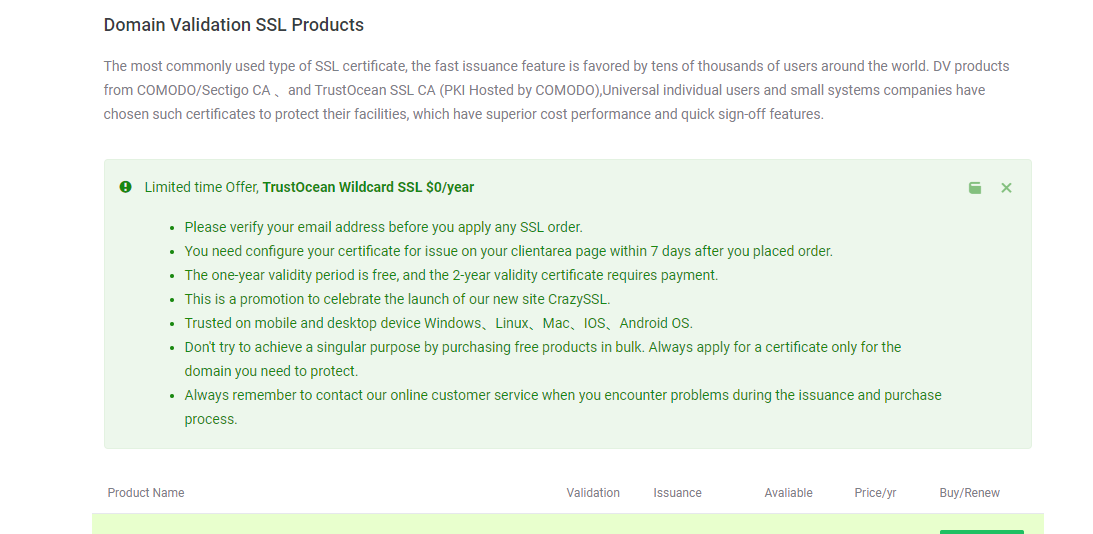 Domain Validation SSL Products
The most commonly used type of SSL certificate, the fast issuance feature is favored by tens of thousands of users around the world. DV products
from COMODO/Sectigo CA 、and TrustOcean SSL CA (PKI Hosted by COMODO),Universal individual users and small systems companies have
chosen such certificates to protect their facilities, which have superior cost performance and quick sign-off features.
Limited time Offer, TrustOcean Wildcard SSL $0/year
• Please verify your email address before you apply any SSL order.
• You need configure your certificate for issue on your clientarea page within 7 days after you placed order.
• The one-year validity period is free, and the 2-year validity certificate requires payment.
• This is a promotion to celebrate the launch of our new site CrazySSL.
• Trusted on mobile and desktop device Windows、Linux、Mac、IOS、Android OS.
• Don't try to achieve a singular purpose by purchasing free products in bulk. Always apply for a certificate only for the
domain you need to protect.
• Always remember to contact our online customer service when you encounter problems during the issuance and purchase
process.
Product Name Validation Issuance Avaliable Price/yr Buy/Renew